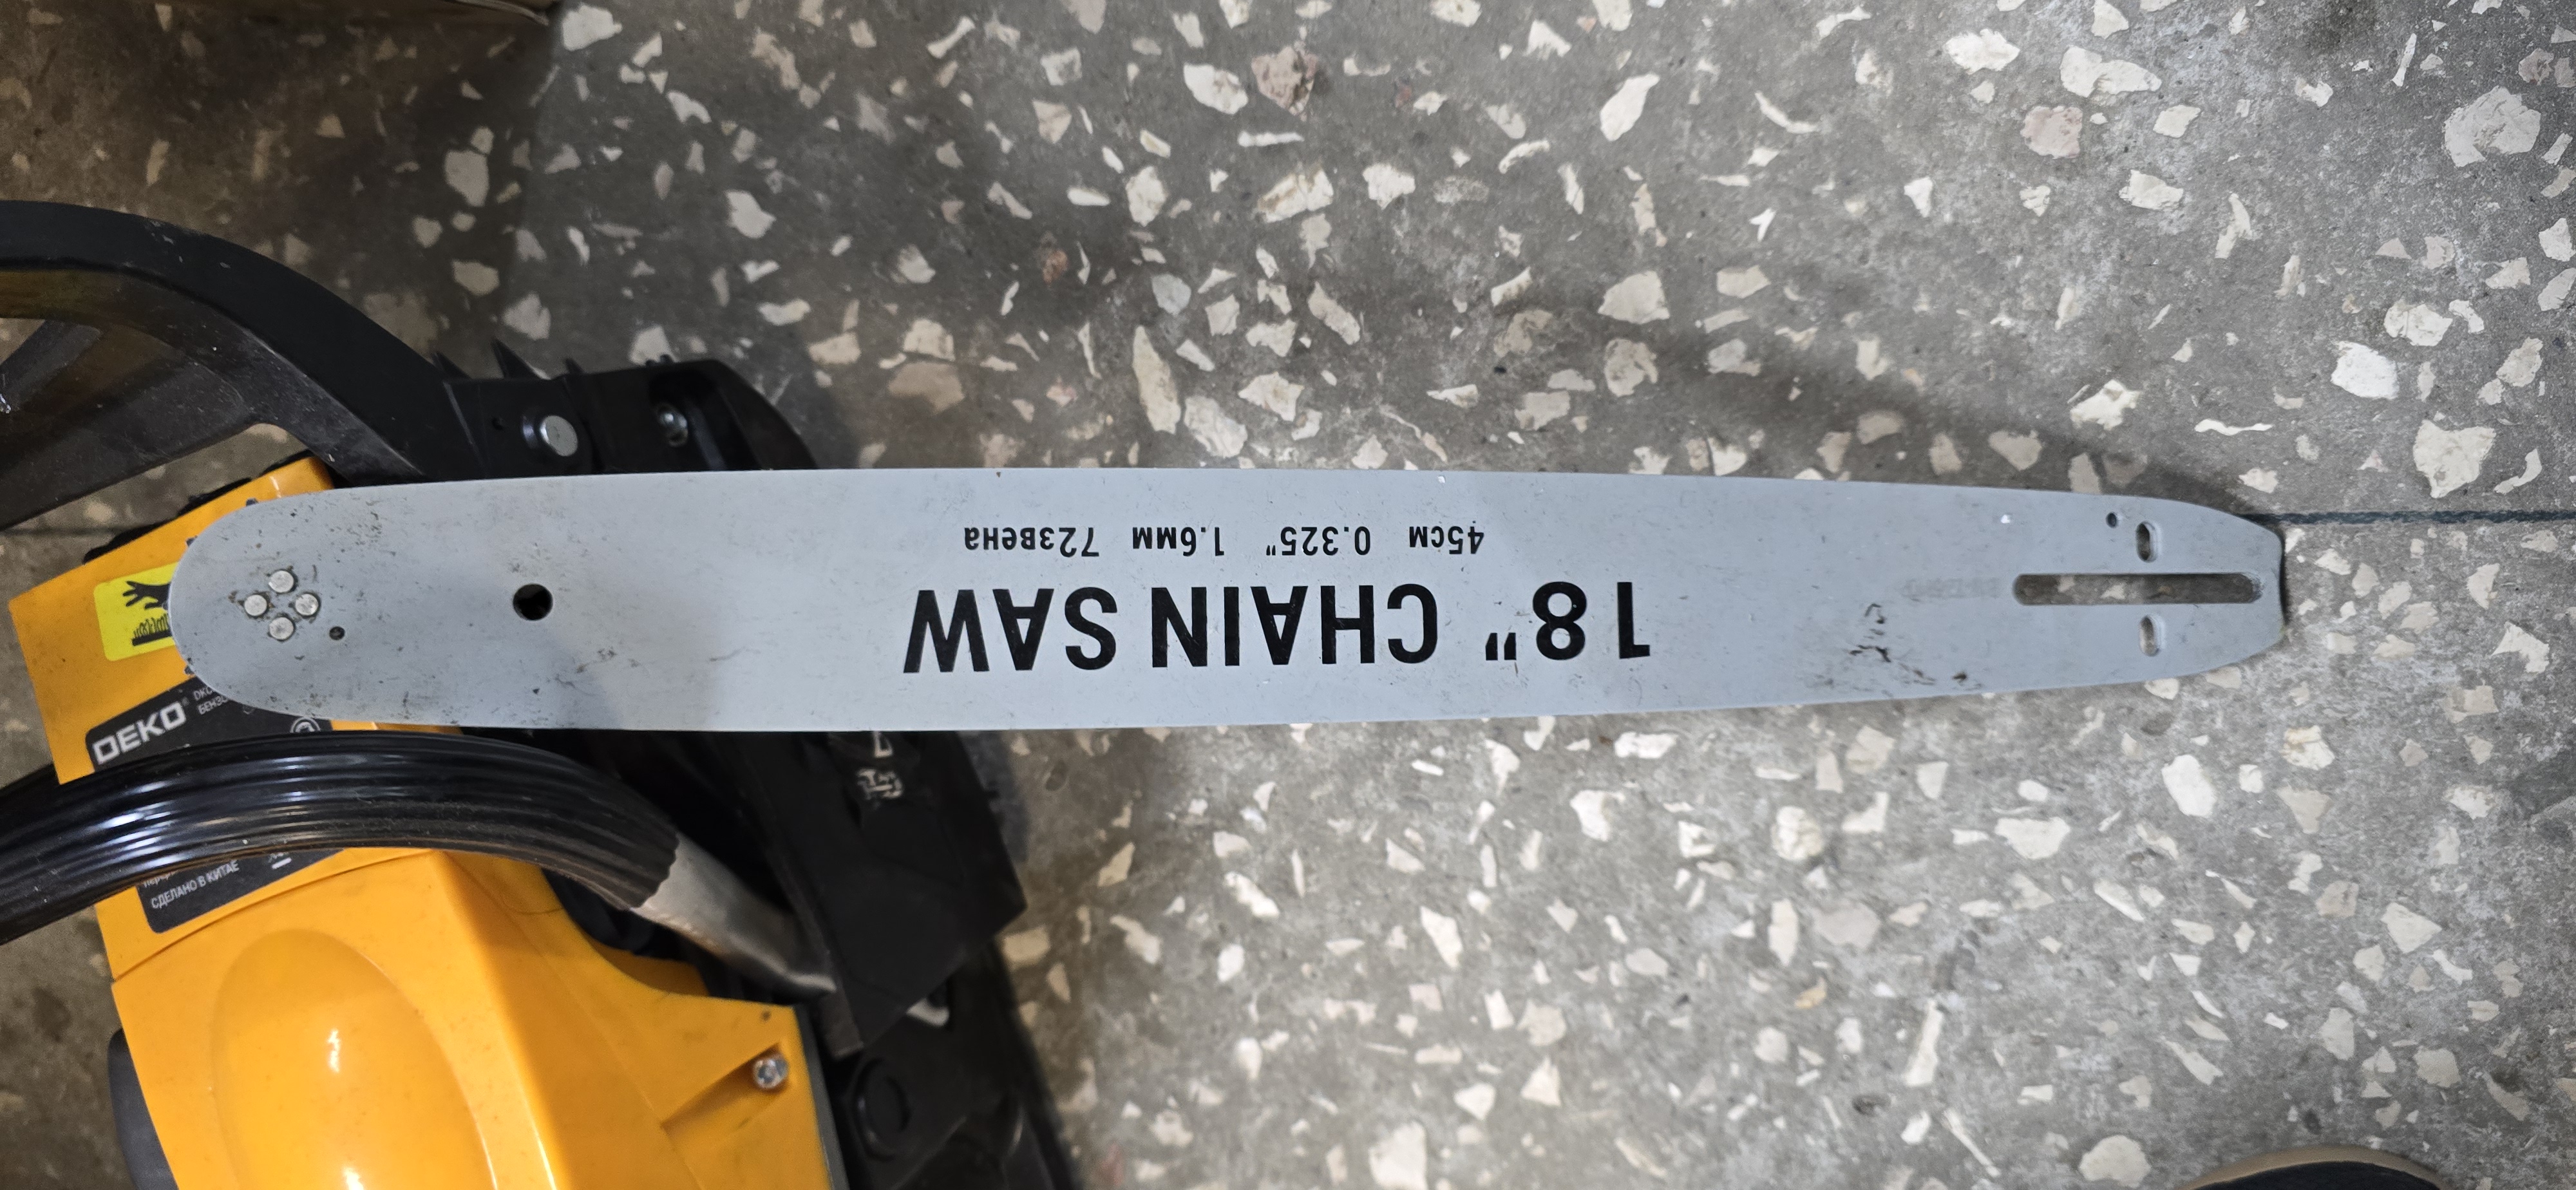 18" CHAIN SAW
45см 0.325" 1.6мм 72звена
DEKO
СДЕЛАНО В КИТАЕ